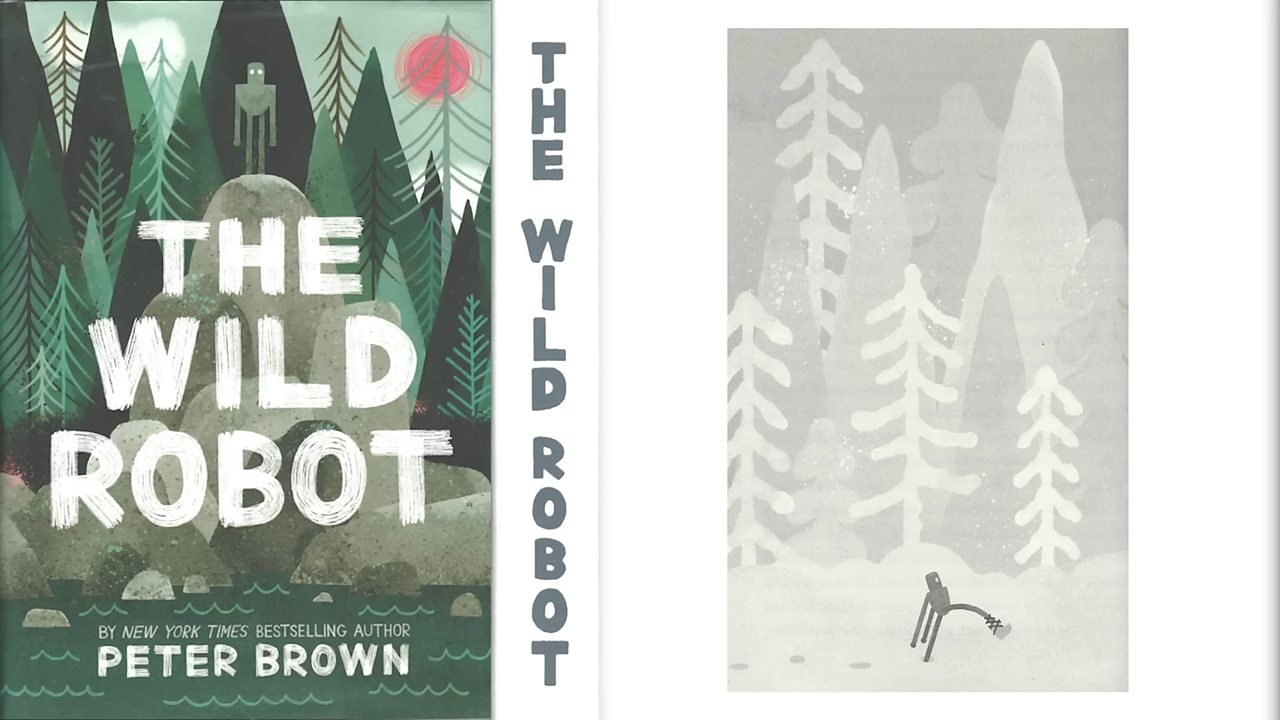 THE
WILD
ROBOT
BY NEW YORK TIMES BESTSELLING AUTHOR
PETER BROWN
THE WILD ROBOT